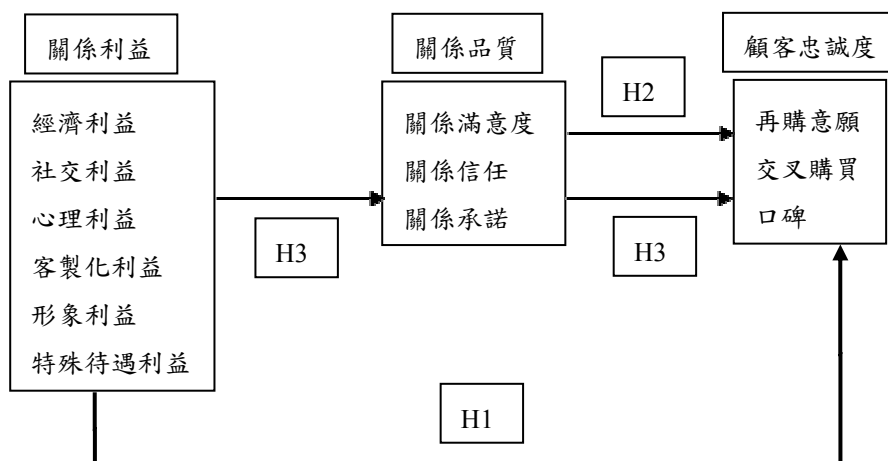 關係利益
經濟利益
社交利益
心理利益
客製化利益
形象利益
特殊待遇利益
H3
關係品質
關係滿意度
關係信任
關係承諾
H2
H3
顧客忠誠度
再購意願
交叉購買
口碑
H1